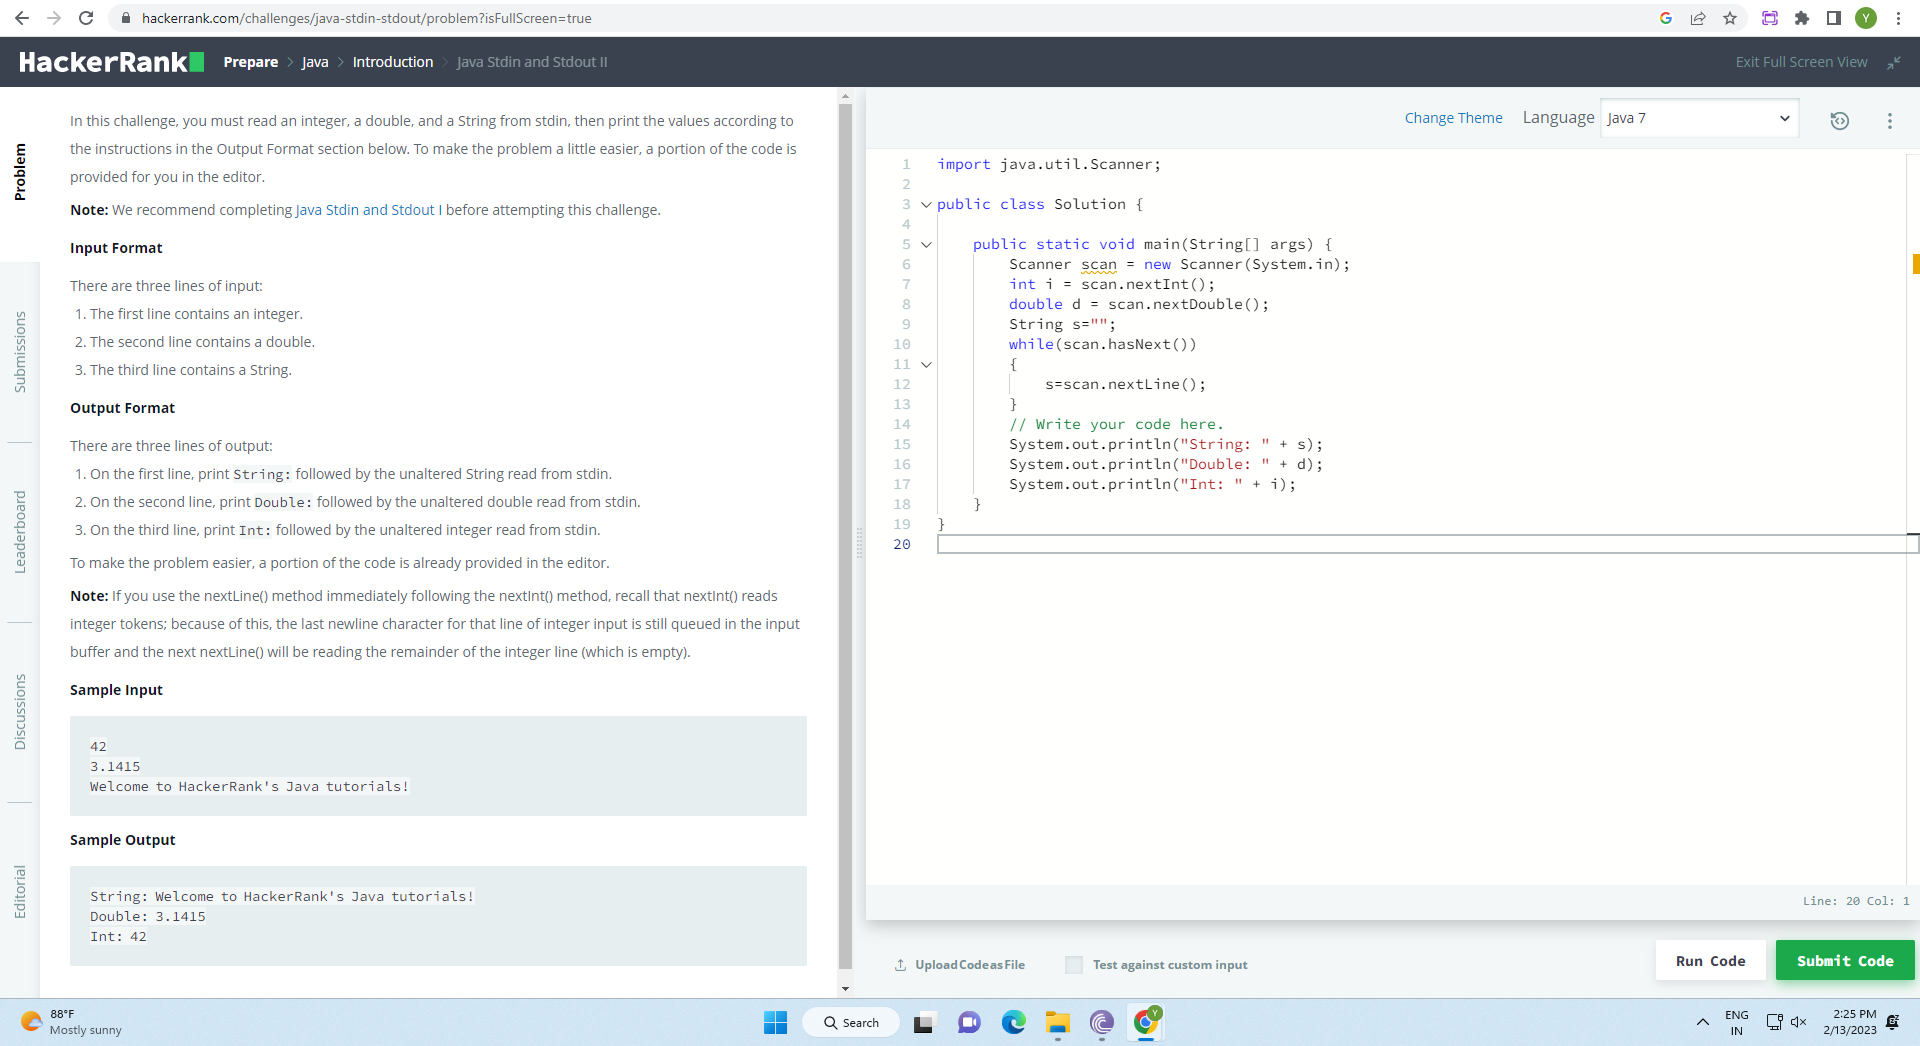 hackerrank.com/challenges/java-stdin-stdout/problem?isFullScreen=true
Y
HackerRank
Prepare > Java > Introduction > Java Stdin and Stdout II
Exit Full Screen View
Problem
Submissions
Leaderboard
Discussions
Editorial
In this challenge, you must read an integer, a double, and a String from stdin, then print the values according to
the instructions in the Output Format section below. To make the problem a little easier, a portion of the code is
provided for you in the editor.
Note: We recommend completing Java Stdin and Stdout I before attempting this challenge.
Input Format
There are three lines of input:
1. The first line contains an integer.
2. The second line contains a double.
3. The third line contains a String.
Output Format
There are three lines of output:
1. On the first line, print String: followed by the unaltered String read from stdin.
2. On the second line, print Double: followed by the unaltered double read from stdin.
3. On the third line, print Int: followed by the unaltered integer read from stdin.
To make the problem easier, a portion of the code is already provided in the editor.
Note: If you use the nextLine() method immediately following the nextInt() method, recall that nextInt() reads
integer tokens; because of this, the last newline character for that line of integer input is still queued in the input
buffer and the next nextLine() will be reading the remainder of the integer line (which is empty).
Sample Input
42
3.1415
Welcome to HackerRank's Java tutorials!
Sample Output
String: Welcome to HackerRank's Java tutorials!
Double: 3.1415
Int: 42
Change Theme Language Java 7
1 import java.util.Scanner;
2
3 public class Solution {
4
5 public static void main(String[] args) {
6 Scanner scan = new Scanner(System.in);
7 int i = scan.nextInt();
8 double d = scan.nextDouble();
9 String s="";
10 while(scan.hasNext())
11 {
12 s=scan.nextLine();
13 }
14 // Write your code here.
15 System.out.println("String: " + s);
16 System.out.println("Double: " + d);
17 System.out.println("Int: " + i);
18 }
19 }
20
Line: 20 Col: 1
Upload Code as File
Test against custom input
Run Code
Submit Code
88°F
Mostly sunny
Search
Y
ENG
IN
2:25 PM
2/13/2023